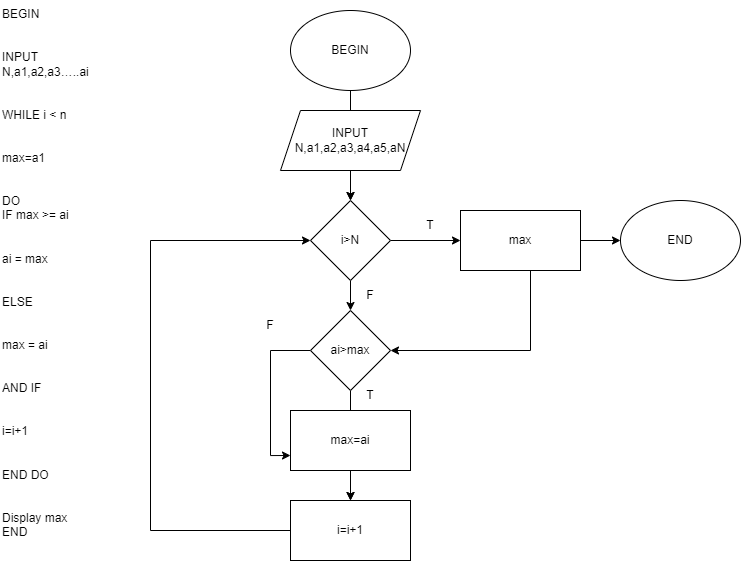 BEGIN
INPUT
N,a1,a2,a3.....ai
WHILE i < n
max=a1
DO
IF max >= ai
ai = max
ELSE
max = ai
AND IF
i=i+1
END DO
Display max
END
BEGIN
INPUT
N,a1,a2,a3,a4,a5,aN
i>N
T
max
END
F
F
ai>max
T
max=ai
i=i+1